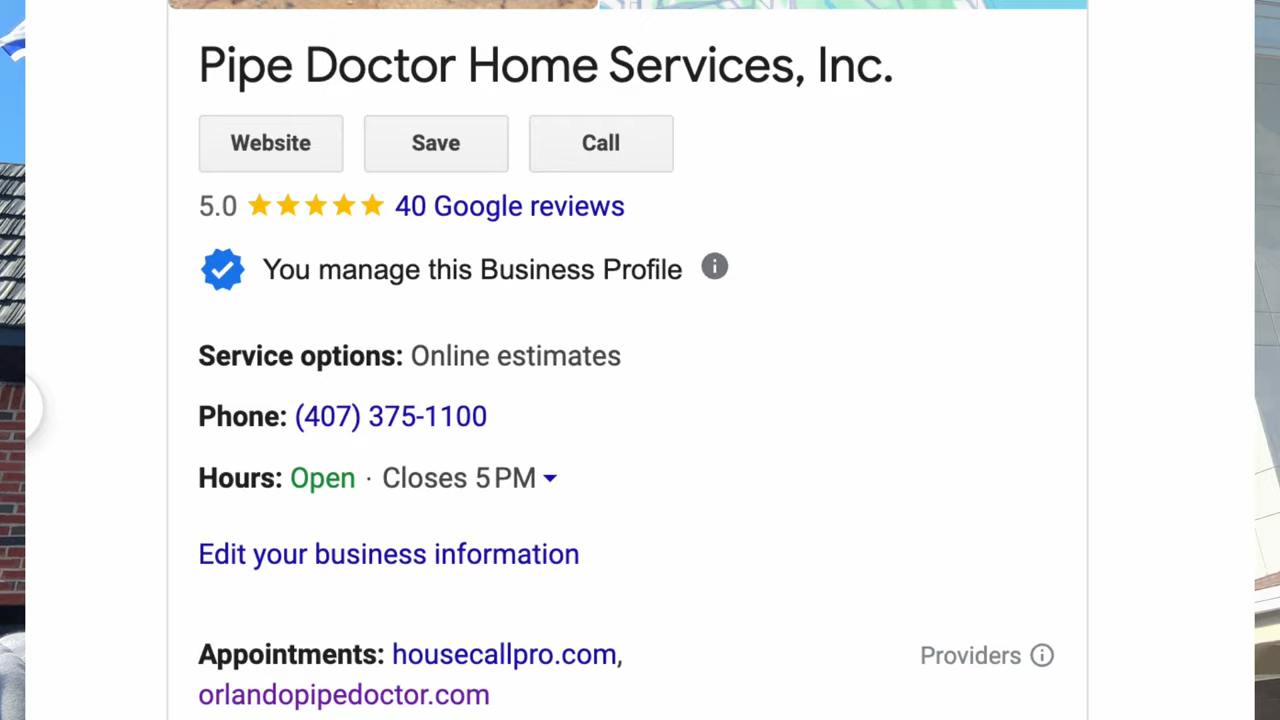 Pipe Doctor Home Services, Inc.
Website Save Call
5.0 40 Google reviews
You manage this Business Profile
Service options: Online estimates
Phone: (407) 375-1100
Hours: Open · Closes 5 PM
Edit your business information
Appointments: housecallpro.com, Providers
orlandopipedoctor.com